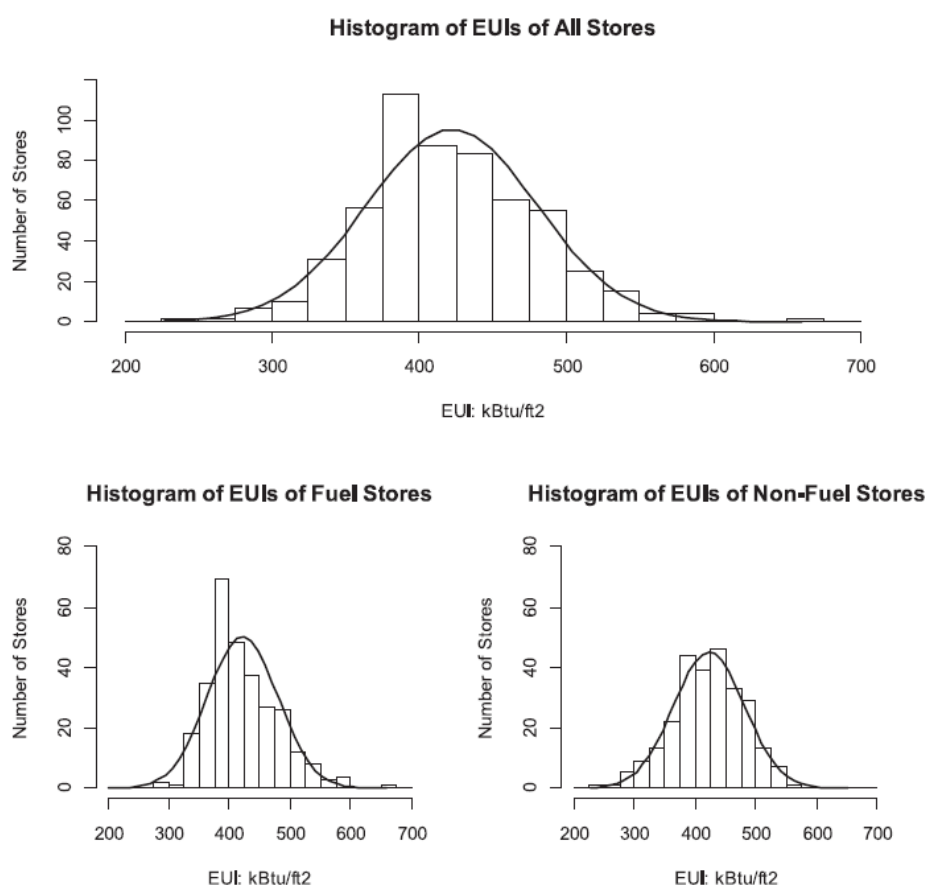 Histogram of EUIs of All Stores
Number of Stores
100
80
60
40
20
0
200 300 400 500 600 700
EUI: kBtu/ft2
Histogram of EUIs of Fuel Stores
Number of Stores
80
60
40
20
0
200 300 400 500 600 700
EUI: kBtu/ft2
Histogram of EUIs of Non-Fuel Stores
Number of Stores
80
60
40
20
0
200 300 400 500 600 700
EUI: kBtu/ft2